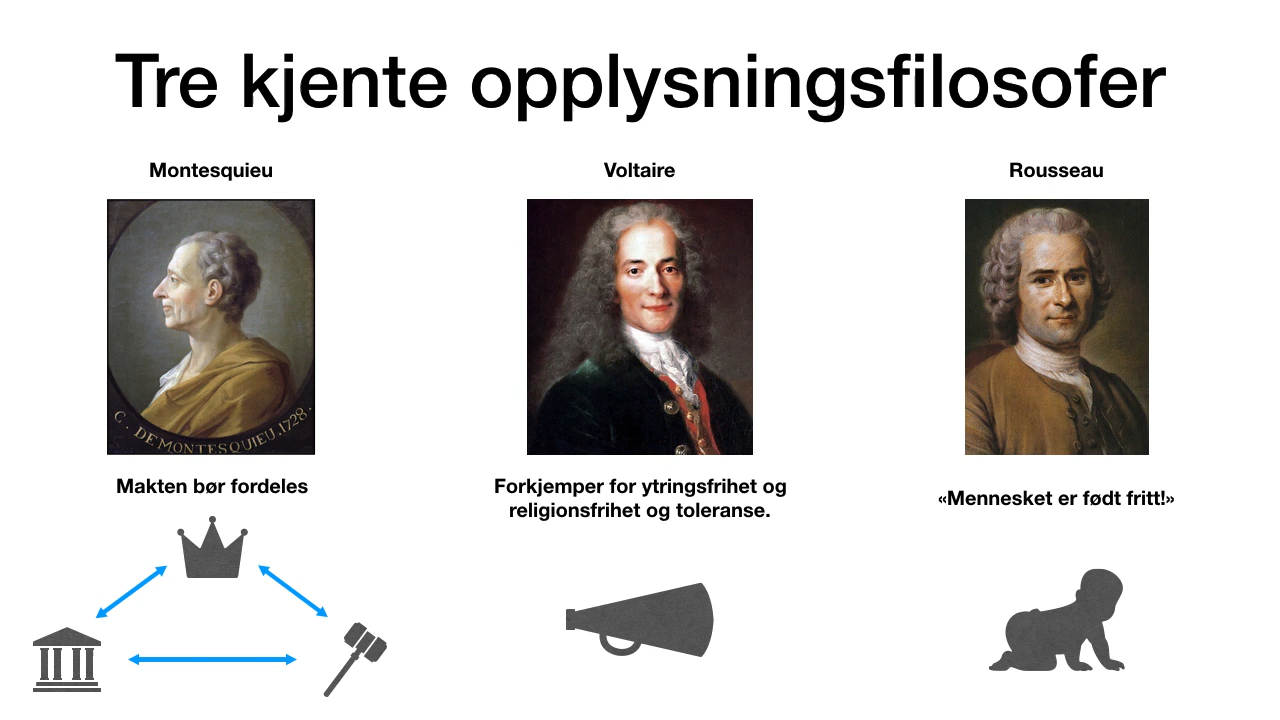 Tre kjente opplysningsfilosofer
Montesquieu
Voltaire
Rousseau
C. DE MONTESQUIEU. 1728.
Makten bør fordeles
Forkjemper for ytringsfrihet og
religionsfrihet og toleranse.
«Mennesket er født fritt!»